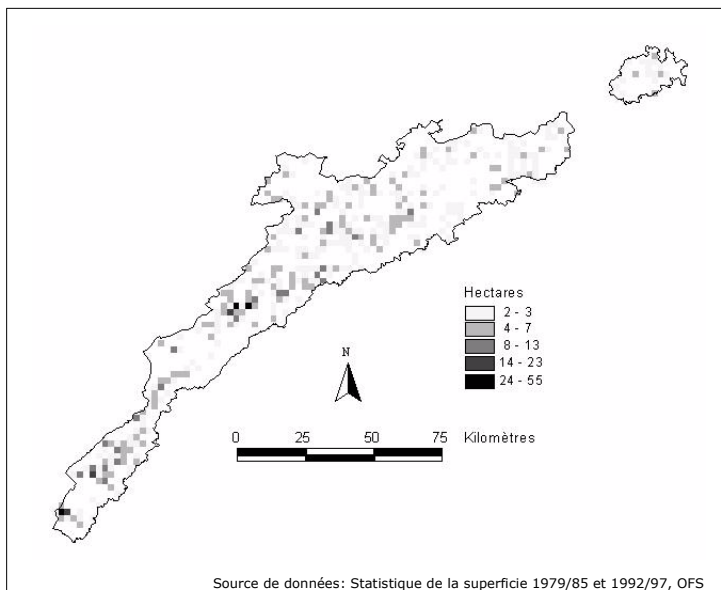 Hectares
2 - 3
4 - 7
8 - 13
14 - 23
24 - 55
N
0 25 50 75 Kilomètres
Source de données: Statistique de la superficie 1979/85 et 1992/97, OFS